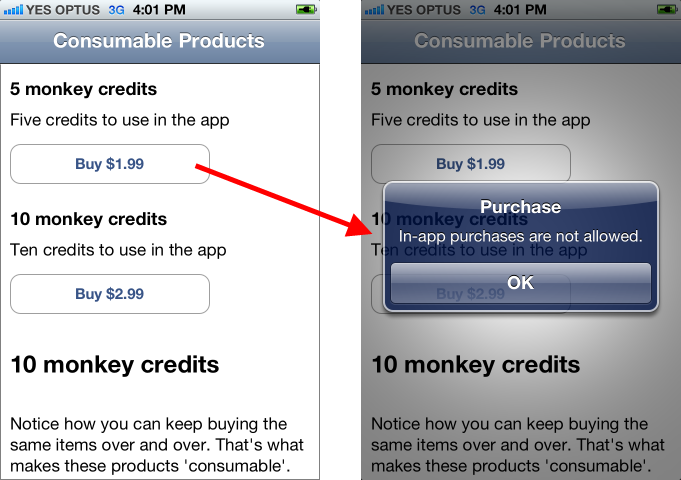 YES OPTUS 3G 4:01 PM
Consumable Products
5 monkey credits
Five credits to use in the app
Buy $1.99
10 monkey credits
Ten credits to use in the app
Buy $2.99
10 monkey credits
Notice how you can keep buying the
same items over and over. That's what
makes these products 'consumable'.
YES OPTUS 3G 4:01 PM
Consumable Products
5 monkey credits
Five credits to use in the app
Buy $1.99
10 monkey credits
Purchase
In-app purchases are not allowed.
Ten credits to use in the app
OK
Buy $2.99
10 monkey credits
Notice how you can keep buying the
same items over and over. That's what
makes these products 'consumable'.